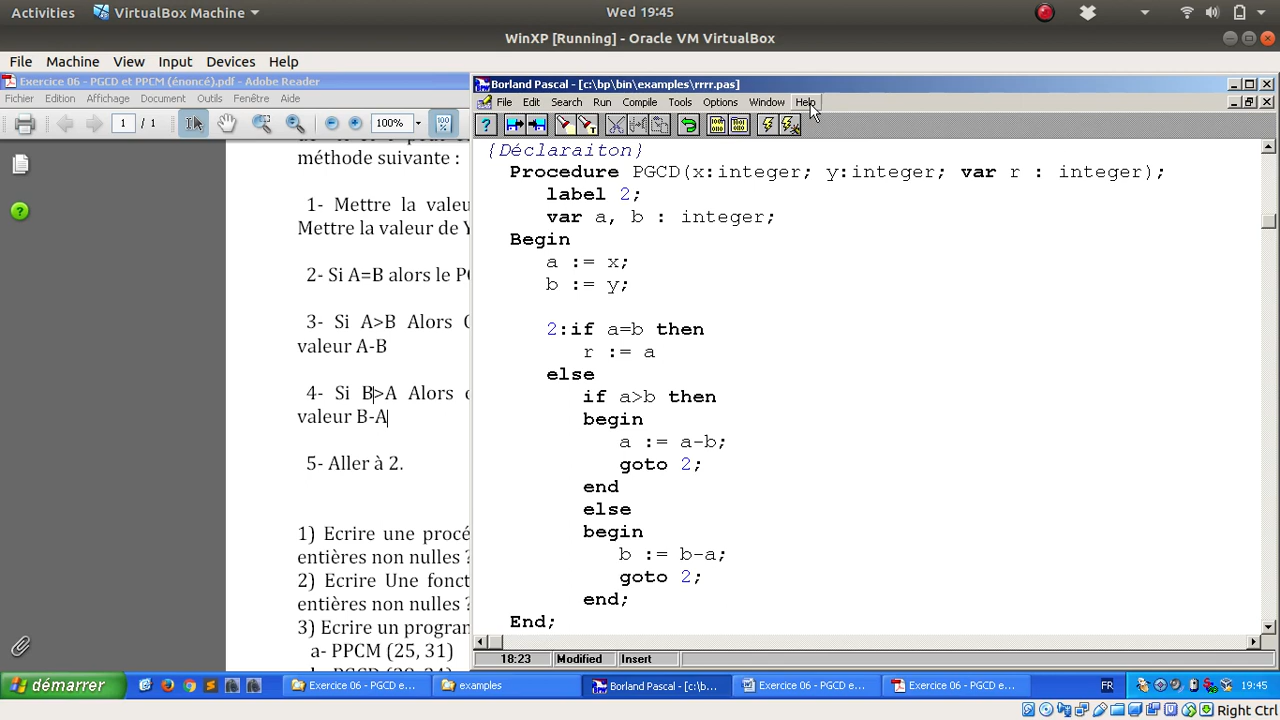 Activities
VirtualBox Machine
Wed 19:45
WinXP [Running] - Oracle VM VirtualBox
File Machine View Input Devices Help
Exercice 06 - PGCD et PPCM (énoncé).pdf - Adobe Reader
Fichier Edition Affichage Document Outils Fenêtre Aide
1 / 1 100%
méthode suivante :
1- Mettre la valeu
Mettre la valeur de Y
2- Si A=B alors le PG
3- Si A>B Alors
valeur A-B
4- Si B>A Alors
valeur B-A
5- Aller à 2.
1) Ecrire une procé
entières non nulles ?
2) Ecrire Une fonct
entières non nulles ?
3) Ecrire un program
a- PPCM (25, 31)
Borland Pascal - [c:\bp\bin\examples\rrrr.pas]
File Edit Search Run Compile Tools Options Window Help
{Déclaraiton}
Procedure PGCD(x:integer; y:integer; var r : integer);
label 2;
var a, b : integer;
Begin
a := x;
b := y;
2:if a=b then
r := a
else
if a>b then
begin
a := a-b;
goto 2;
end
else
begin
b := b-a;
goto 2;
end;
End;
18:23 Modified Insert
démarrer
Exercice 06 - PGCD e...
examples
Borland Pascal - [c:\b...
Exercice 06 - PGCD e...
Exercice 06 - PGCD e...
FR
19:45
Right Ctrl